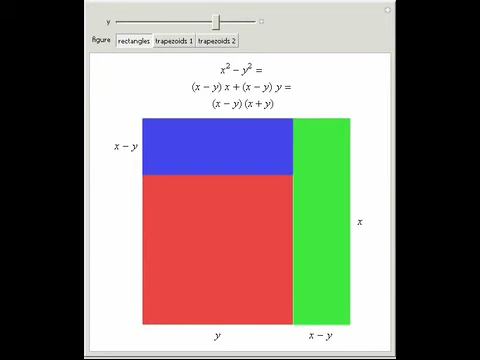 y
figure rectangles trapezoids 1 trapezoids 2
x² − y² =
(x − y) x + (x − y) y =
(x − y) (x + y)
x − y
x
y
x − y